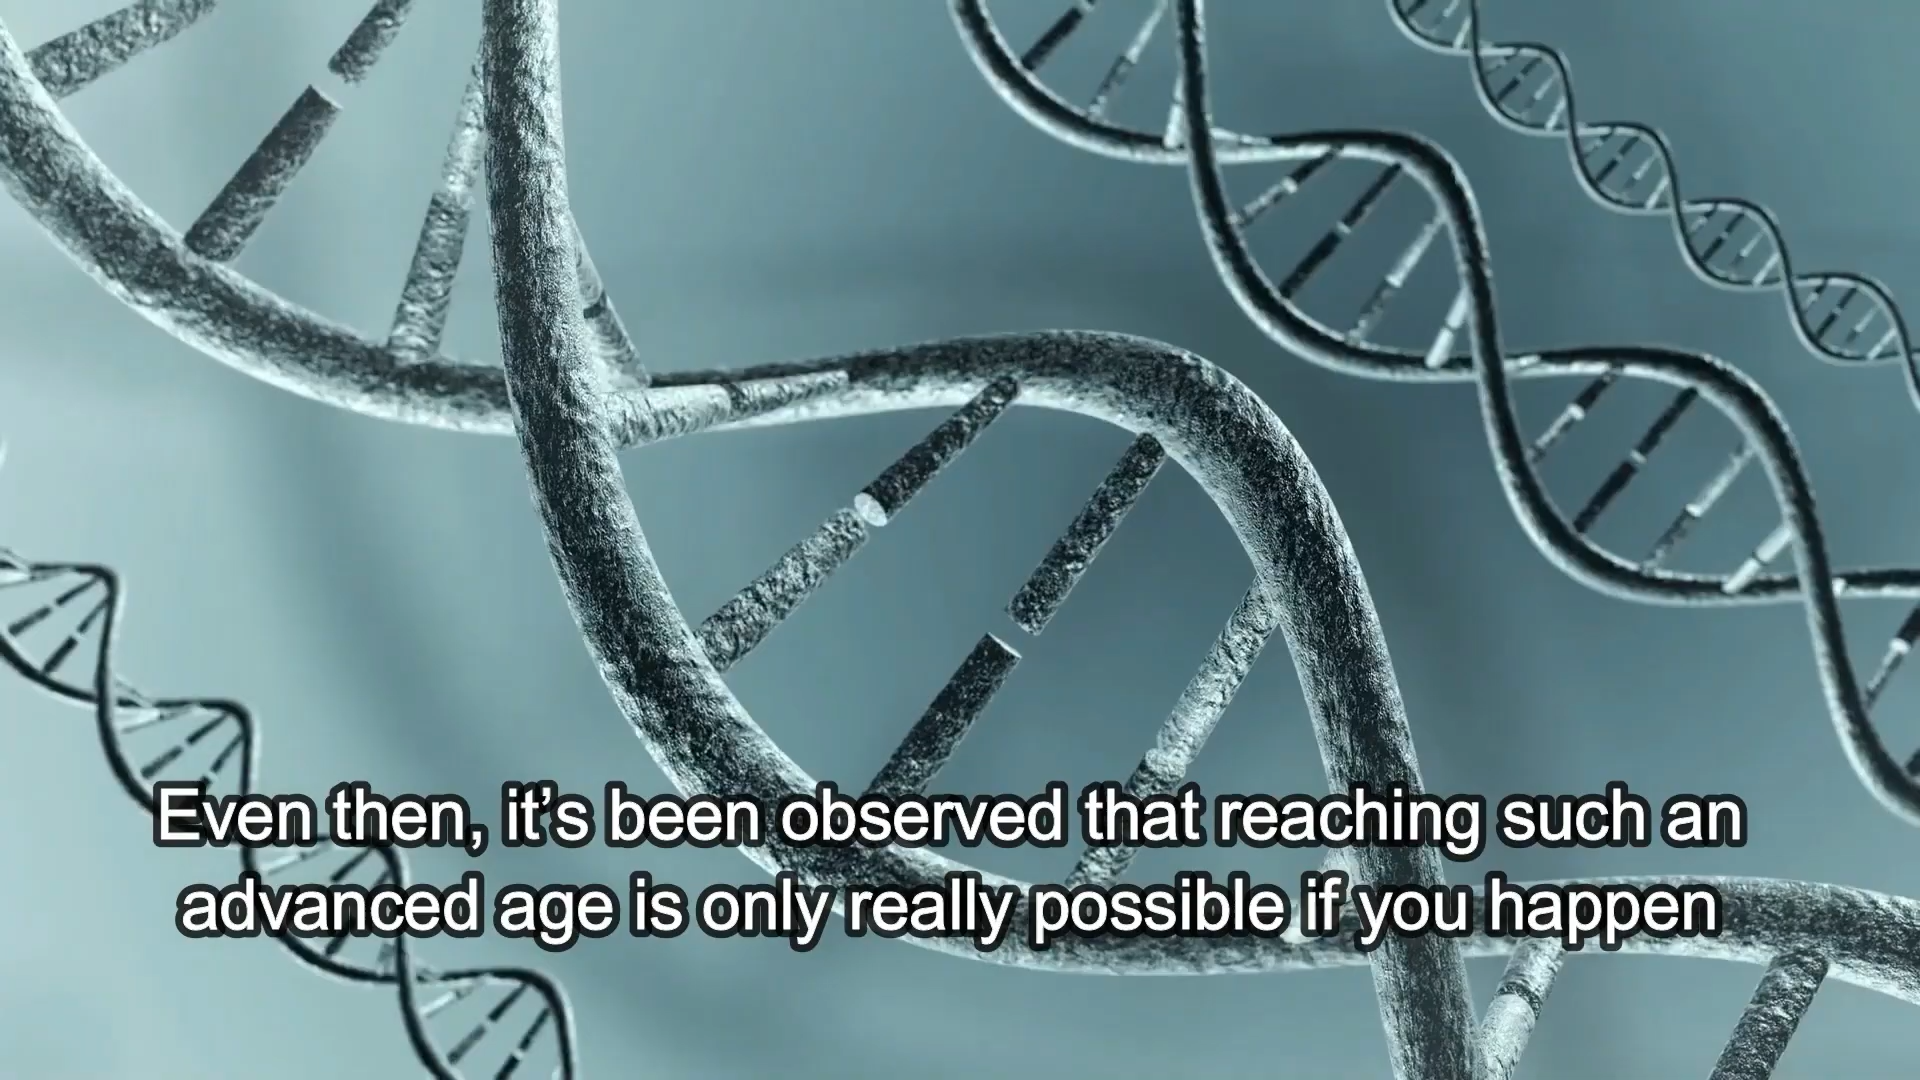 Even then, it’s been observed that reaching such an
advanced age is only really possible if you happen